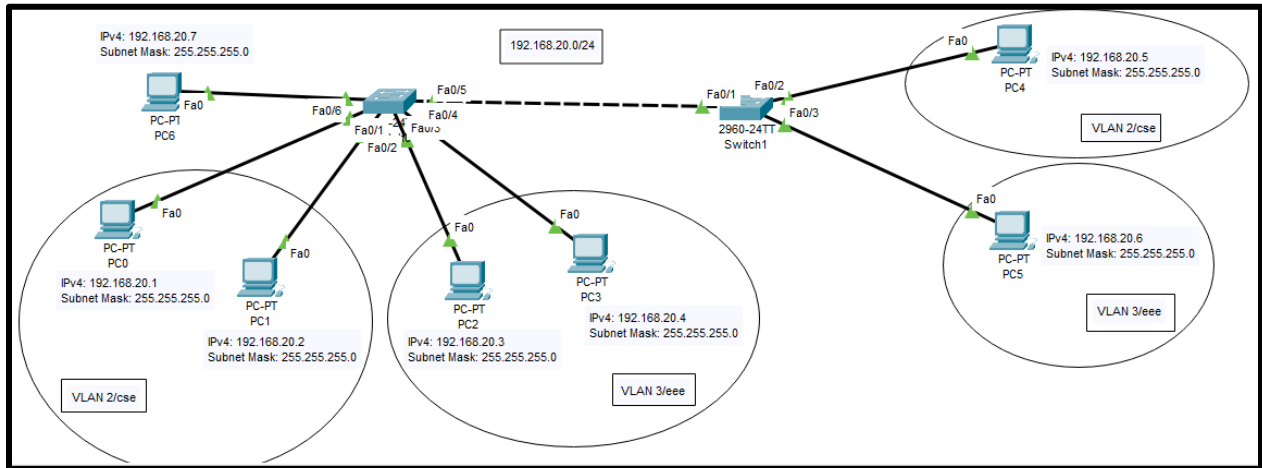 IPv4: 192.168.20.7
Subnet Mask: 255.255.255.0
192.168.20.0/24
Fa0
PC-PT
PC6
Fa0/5
Fa0/6
Fa0/4
Fa0/1
Fa0/3
Fa0/2
Fa0/1
Fa0/2
Fa0/3
2960-24TT
Switch1
Fa0
PC-PT
PC4
IPv4: 192.168.20.5
Subnet Mask: 255.255.255.0
VLAN 2/cse
Fa0
PC-PT
PC0
IPv4: 192.168.20.1
Subnet Mask: 255.255.255.0
Fa0
PC-PT
PC1
IPv4: 192.168.20.2
Subnet Mask: 255.255.255.0
VLAN 2/cse
Fa0
PC-PT
PC2
IPv4: 192.168.20.3
Subnet Mask: 255.255.255.0
Fa0
PC-PT
PC3
IPv4: 192.168.20.4
Subnet Mask: 255.255.255.0
VLAN 3/eee
Fa0
PC-PT
PC5
IPv4: 192.168.20.6
Subnet Mask: 255.255.255.0
VLAN 3/eee